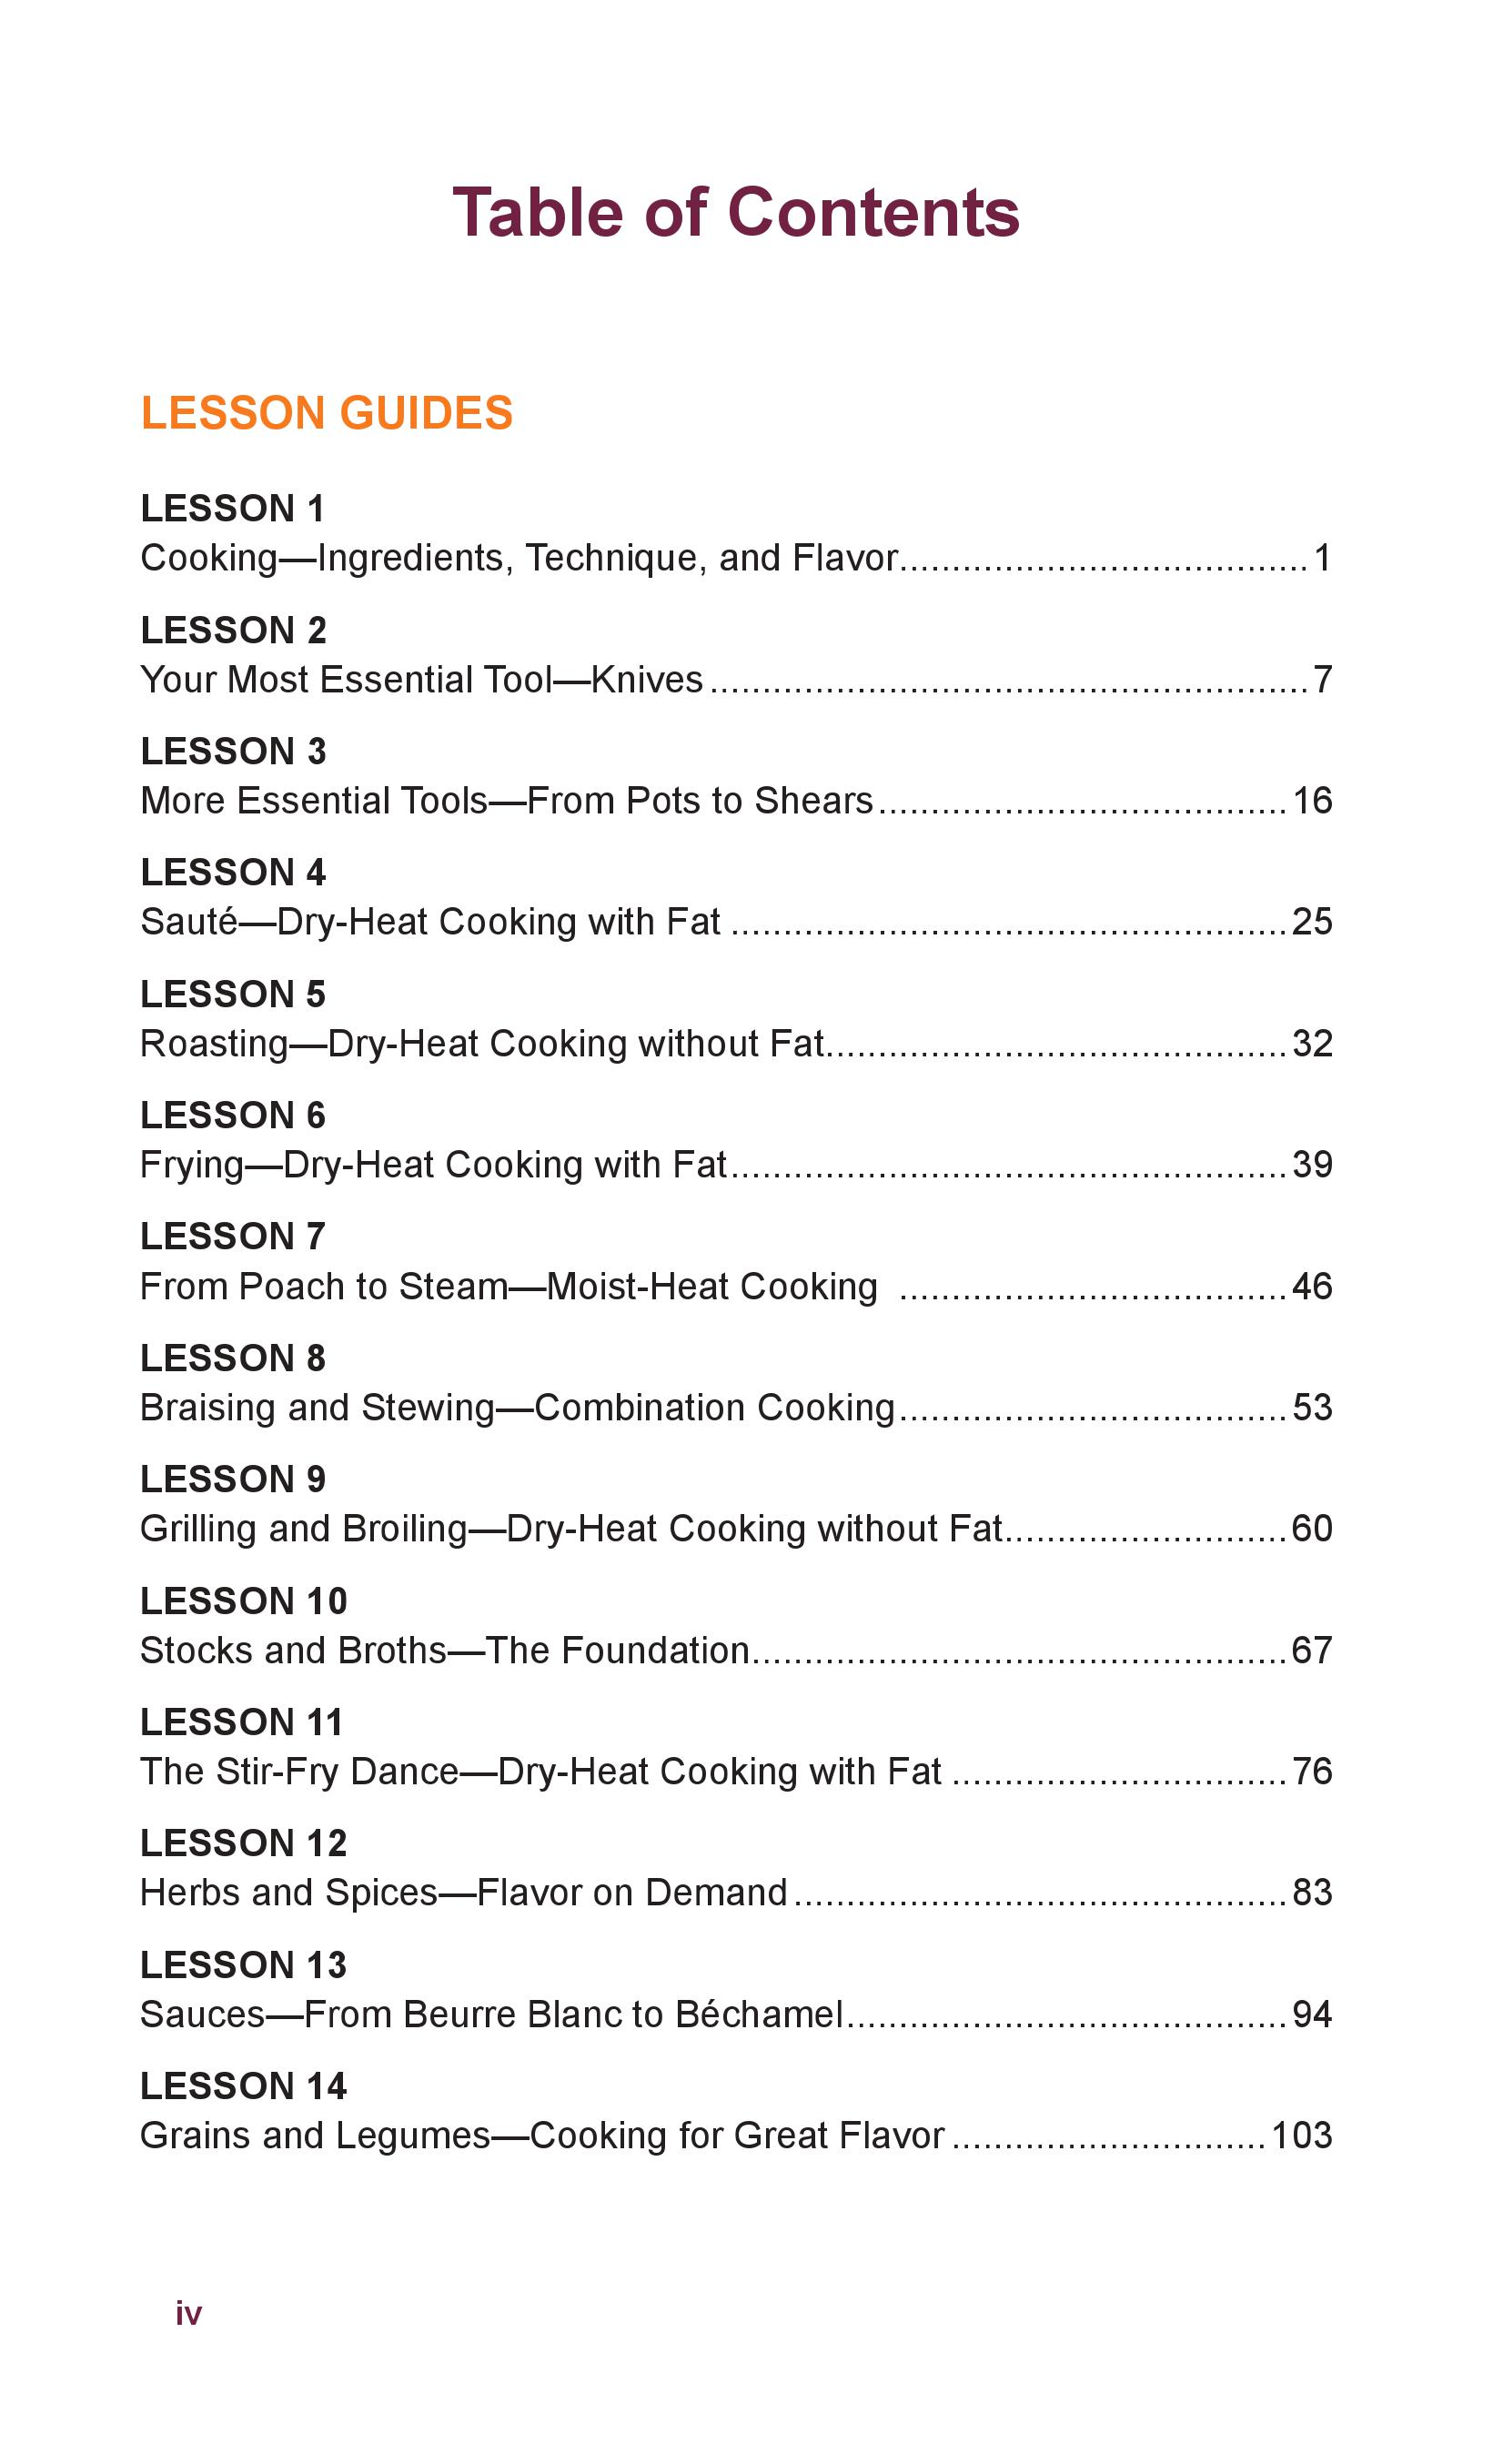 Table of Contents
LESSON GUIDES
LESSON 1
Cooking—Ingredients, Technique, and Flavor.......................................1
LESSON 2
Your Most Essential Tool—Knives.........................................................7
LESSON 3
More Essential Tools—From Pots to Shears.......................................16
LESSON 4
Sauté—Dry-Heat Cooking with Fat.....................................................25
LESSON 5
Roasting—Dry-Heat Cooking without Fat............................................32
LESSON 6
Frying—Dry-Heat Cooking with Fat.....................................................39
LESSON 7
From Poach to Steam—Moist-Heat Cooking .....................................46
LESSON 8
Braising and Stewing—Combination Cooking.....................................53
LESSON 9
Grilling and Broiling—Dry-Heat Cooking without Fat...........................60
LESSON 10
Stocks and Broths—The Foundation...................................................67
LESSON 11
The Stir-Fry Dance—Dry-Heat Cooking with Fat................................76
LESSON 12
Herbs and Spices—Flavor on Demand...............................................83
LESSON 13
Sauces—From Beurre Blanc to Béchamel..........................................94
LESSON 14
Grains and Legumes—Cooking for Great Flavor..............................103
iv